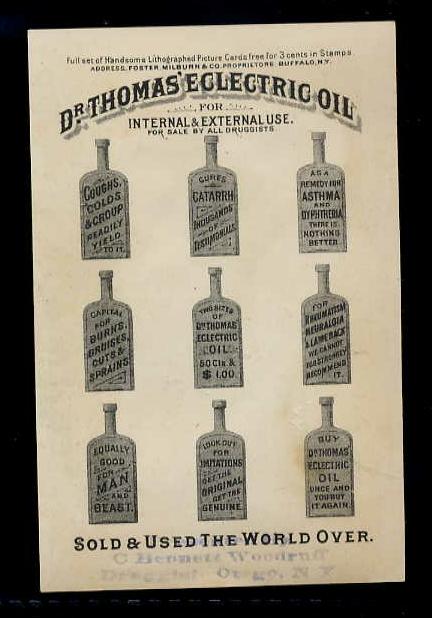 Full set of Handsome Lithographed Picture Cards free for 3 cents in Stamps.
ADDRESS, FOSTER, MILBURN & CO. PROPRIETORS. BUFFALO, N.Y.
DR THOMAS' ECLECTRIC OIL
FOR
INTERNAL & EXTERNAL USE.
FOR SALE BY ALL DRUGGISTS
COUGHS,
COLDS
& CROUP
READILY
YIELD
TO IT.
CURES
CATARRH
THOUSANDS
OF
TESTIMONIALS.
AS A
REMEDY FOR
ASTHMA
AND
DYPHTHERIA
THERE IS
NOTHING
BETTER
CAPITAL
FOR
BURNS,
BRUISES,
CUTS &
SPRAINS
TWO SIZES
OF
DR THOMAS'
ECLECTRIC
OIL
50 Cts. &
$1.00
FOR
RHEUMATISM
NEURALGIA
& LAME BACK
WE CANNOT
TOO STRONGLY
RECOMMEND
IT.
EQUALLY
GOOD
FOR
MAN
AND
BEAST.
LOOK OUT
FOR
IMITATIONS
GET THE
ORIGINAL
GET THE
GENUINE
BUY
DR THOMAS'
ECLECTRIC
OIL
ONCE AND
YOU BUY
IT AGAIN
SOLD & USED THE WORLD OVER.
C Bennett Woodruff
Druggist Otego, N.Y.